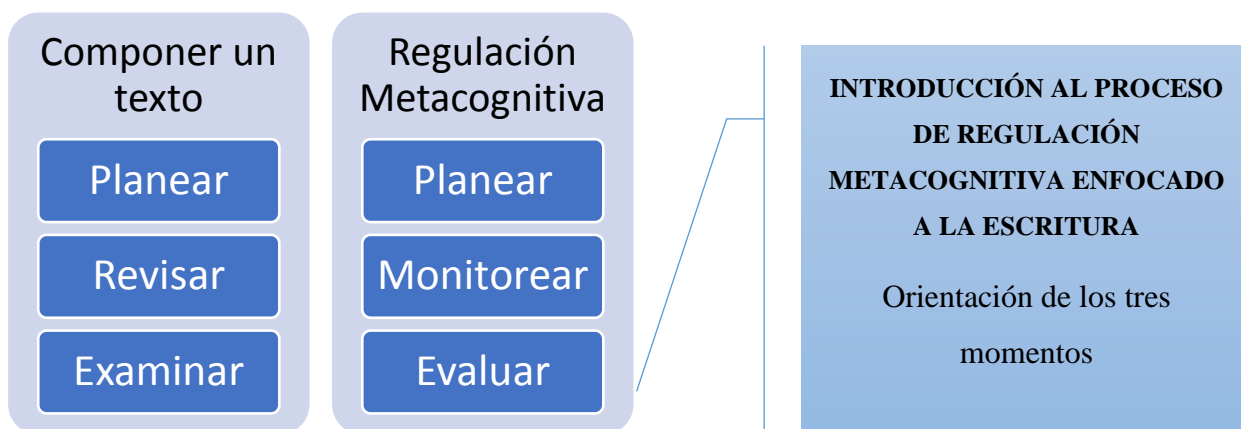 Componer un
texto
Planear
Revisar
Examinar
Regulación
Metacognitiva
Planear
Monitorear
Evaluar
INTRODUCCIÓN AL PROCESO
DE REGULACIÓN
METACOGNITIVA ENFOCADO
A LA ESCRITURA
Orientación de los tres
momentos